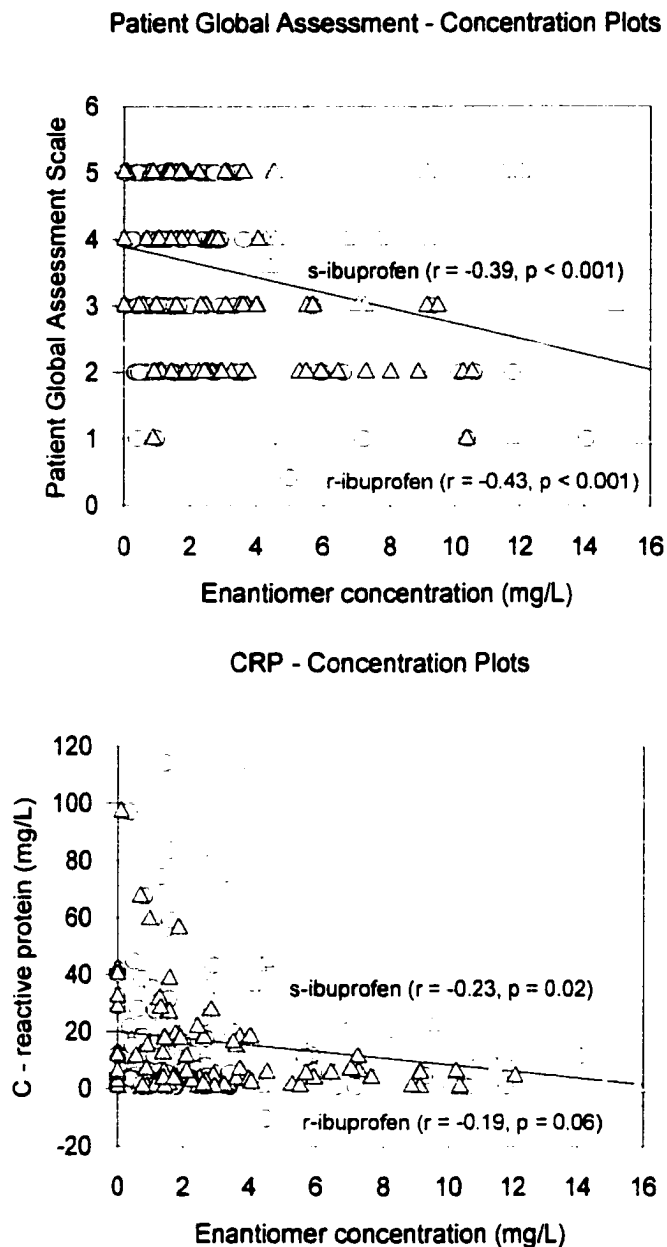 Patient Global Assessment - Concentration Plots
6
5
4
3
2
1
0
Patient Global Assessment Scale
s-ibuprofen (r = -0.39, p < 0.001)
r-ibuprofen (r = -0.43, p < 0.001)
0 2 4 6 8 10 12 14 16
Enantiomer concentration (mg/L)
CRP - Concentration Plots
120
100
80
60
40
20
0
-20
C - reactive protein (mg/L)
s-ibuprofen (r = -0.23, p = 0.02)
r-ibuprofen (r = -0.19, p = 0.06)
0 2 4 6 8 10 12 14 16
Enantiomer concentration (mg/L)